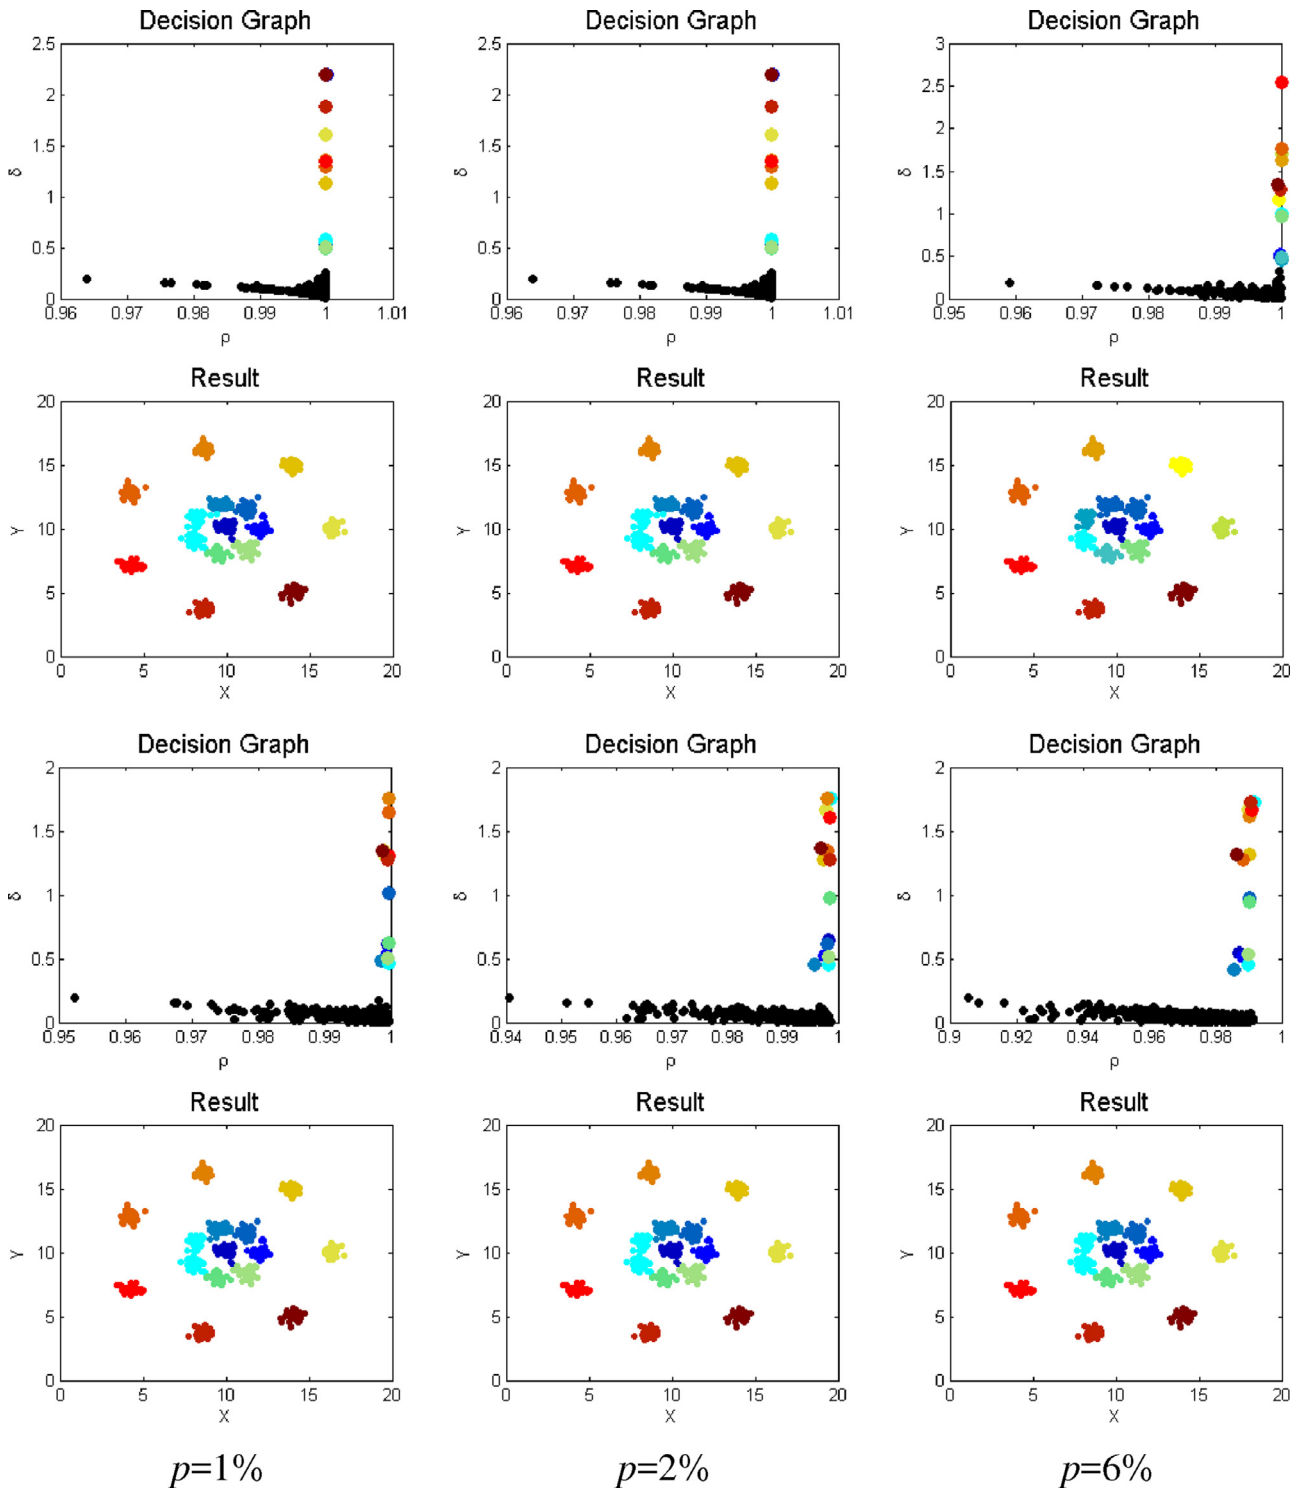 Decision Graph Decision Graph Decision Graph
2.5 2.5 3
2 2 2.5
1.5 1.5 2
δ δ δ 1.5
1 1 1
0.5 0.5 0.5
0 0 0
0.96 0.97 0.98 0.99 1 1.01 0.96 0.97 0.98 0.99 1 1.01 0.95 0.96 0.97 0.98 0.99 1
ρ ρ ρ
Result Result Result
20 20 20
15 15 15
Y 10 Y 10 Y 10
5 5 5
0 0 0
0 5 10 15 20 0 5 10 15 20 0 5 10 15 20
X X X
Decision Graph Decision Graph Decision Graph
2 2 2
1.5 1.5 1.5
δ 1 δ 1 δ 1
0.5 0.5 0.5
0 0 0
0.95 0.96 0.97 0.98 0.99 1 0.94 0.95 0.96 0.97 0.98 0.99 1 0.9 0.92 0.94 0.96 0.98 1
ρ ρ ρ
Result Result Result
20 20 20
15 15 15
Y 10 Y 10 Y 10
5 5 5
0 0 0
0 5 10 15 20 0 5 10 15 20 0 5 10 15 20
X X X
p=1% p=2% p=6%